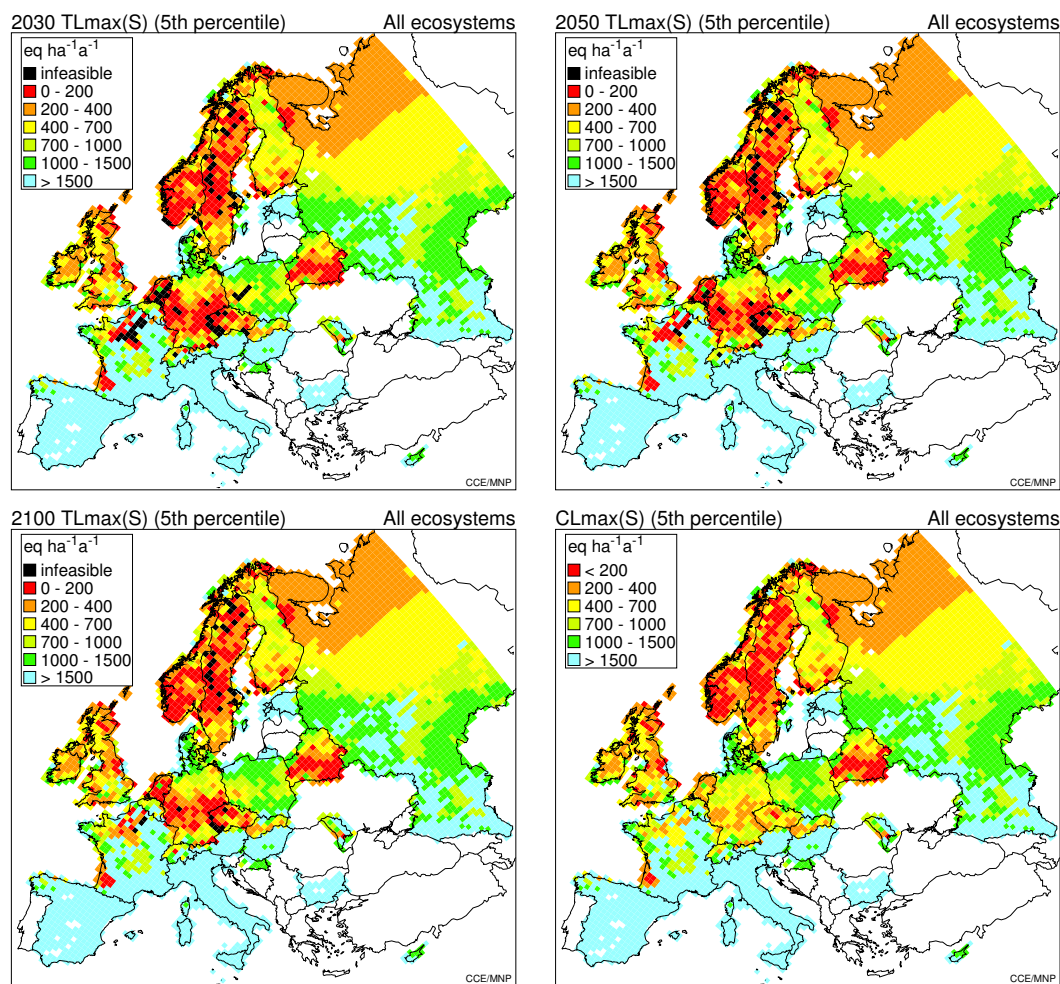 2030 TLmax(S) (5th percentile) All ecosystems
eq ha⁻¹a⁻¹
infeasible
0 - 200
200 - 400
400 - 700
700 - 1000
1000 - 1500
> 1500
CCE/MNP
2050 TLmax(S) (5th percentile) All ecosystems
eq ha⁻¹a⁻¹
infeasible
0 - 200
200 - 400
400 - 700
700 - 1000
1000 - 1500
> 1500
CCE/MNP
2100 TLmax(S) (5th percentile) All ecosystems
eq ha⁻¹a⁻¹
infeasible
0 - 200
200 - 400
400 - 700
700 - 1000
1000 - 1500
> 1500
CCE/MNP
CLmax(S) (5th percentile) All ecosystems
eq ha⁻¹a⁻¹
< 200
200 - 400
400 - 700
700 - 1000
1000 - 1500
> 1500
CCE/MNP